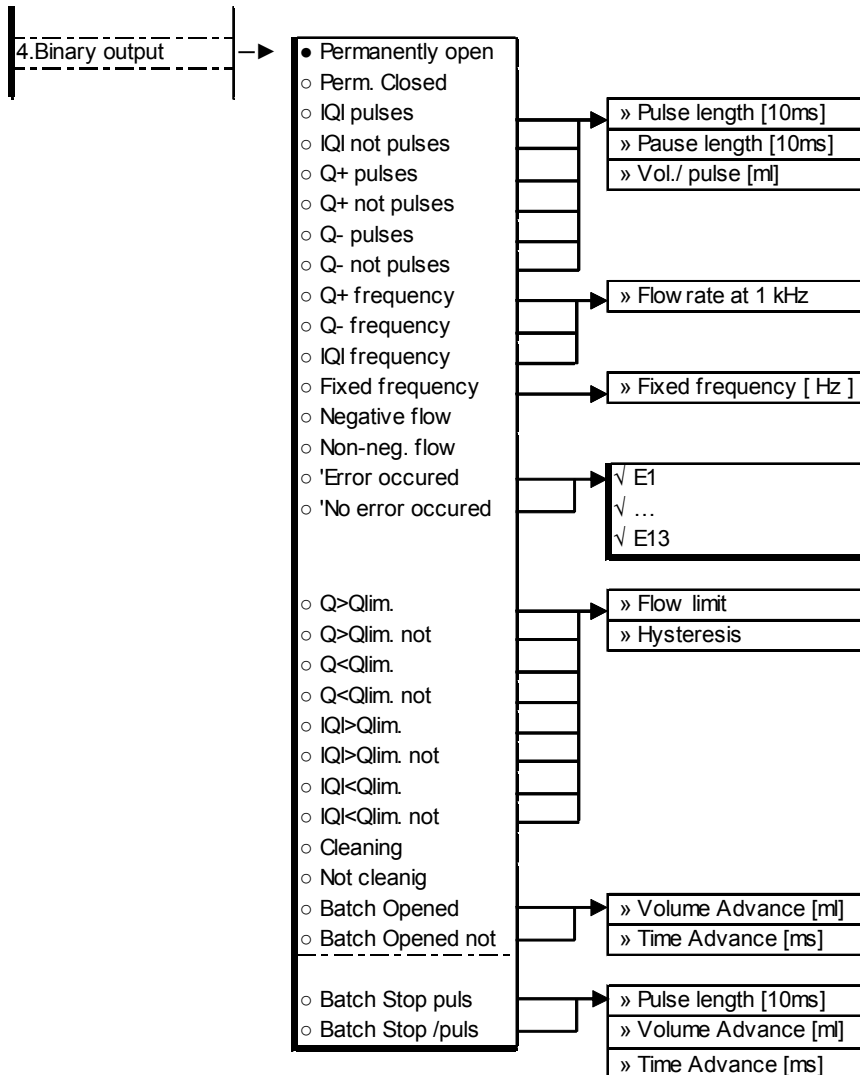 4.Binary output
● Permanently open
○ Perm. Closed
○ IQI pulses
» Pulse length [10ms]
○ IQI not pulses
» Pause length [10ms]
○ Q+ pulses
» Vol./ pulse [ml]
○ Q+ not pulses
○ Q- pulses
○ Q- not pulses
○ Q+ frequency
» Flow rate at 1 kHz
○ Q- frequency
○ IQI frequency
○ Fixed frequency
» Fixed frequency [ Hz ]
○ Negative flow
○ Non-neg. flow
○ 'Error occured
√ E1
○ 'No error occured
√ ...
√ E13
○ Q>Qlim.
» Flow limit
○ Q>Qlim. not
» Hysteresis
○ Q<Qlim.
○ Q<Qlim. not
○ IQI>Qlim.
○ IQI>Qlim. not
○ IQI<Qlim.
○ IQI<Qlim. not
○ Cleaning
○ Not cleanig
○ Batch Opened
» Volume Advance [ml]
○ Batch Opened not
» Time Advance [ms]
○ Batch Stop puls
» Pulse length [10ms]
○ Batch Stop /puls
» Volume Advance [ml]
» Time Advance [ms]